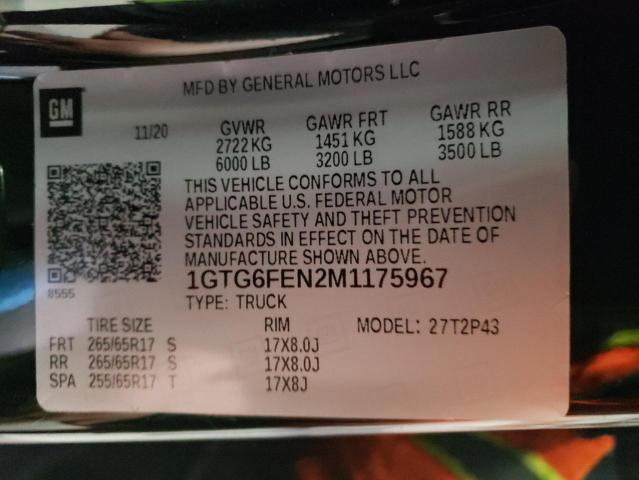 MFD BY GENERAL MOTORS LLC
GM
11/20 GVWR GAWR FRT GAWR RR
2722 KG 1451 KG 1588 KG
6000 LB 3200 LB 3500 LB
THIS VEHICLE CONFORMS TO ALL
APPLICABLE U.S. FEDERAL MOTOR
VEHICLE SAFETY AND THEFT PREVENTION
STANDARDS IN EFFECT ON THE DATE OF
MANUFACTURE SHOWN ABOVE.
8555
1GTG6FEN2M1175967
TYPE: TRUCK
TIRE SIZE RIM MODEL: 27T2P43
FRT 265/65R17 S 17X8.0J
RR 265/65R17 S 17X8.0J
SPA 255/65R17 T 17X8J